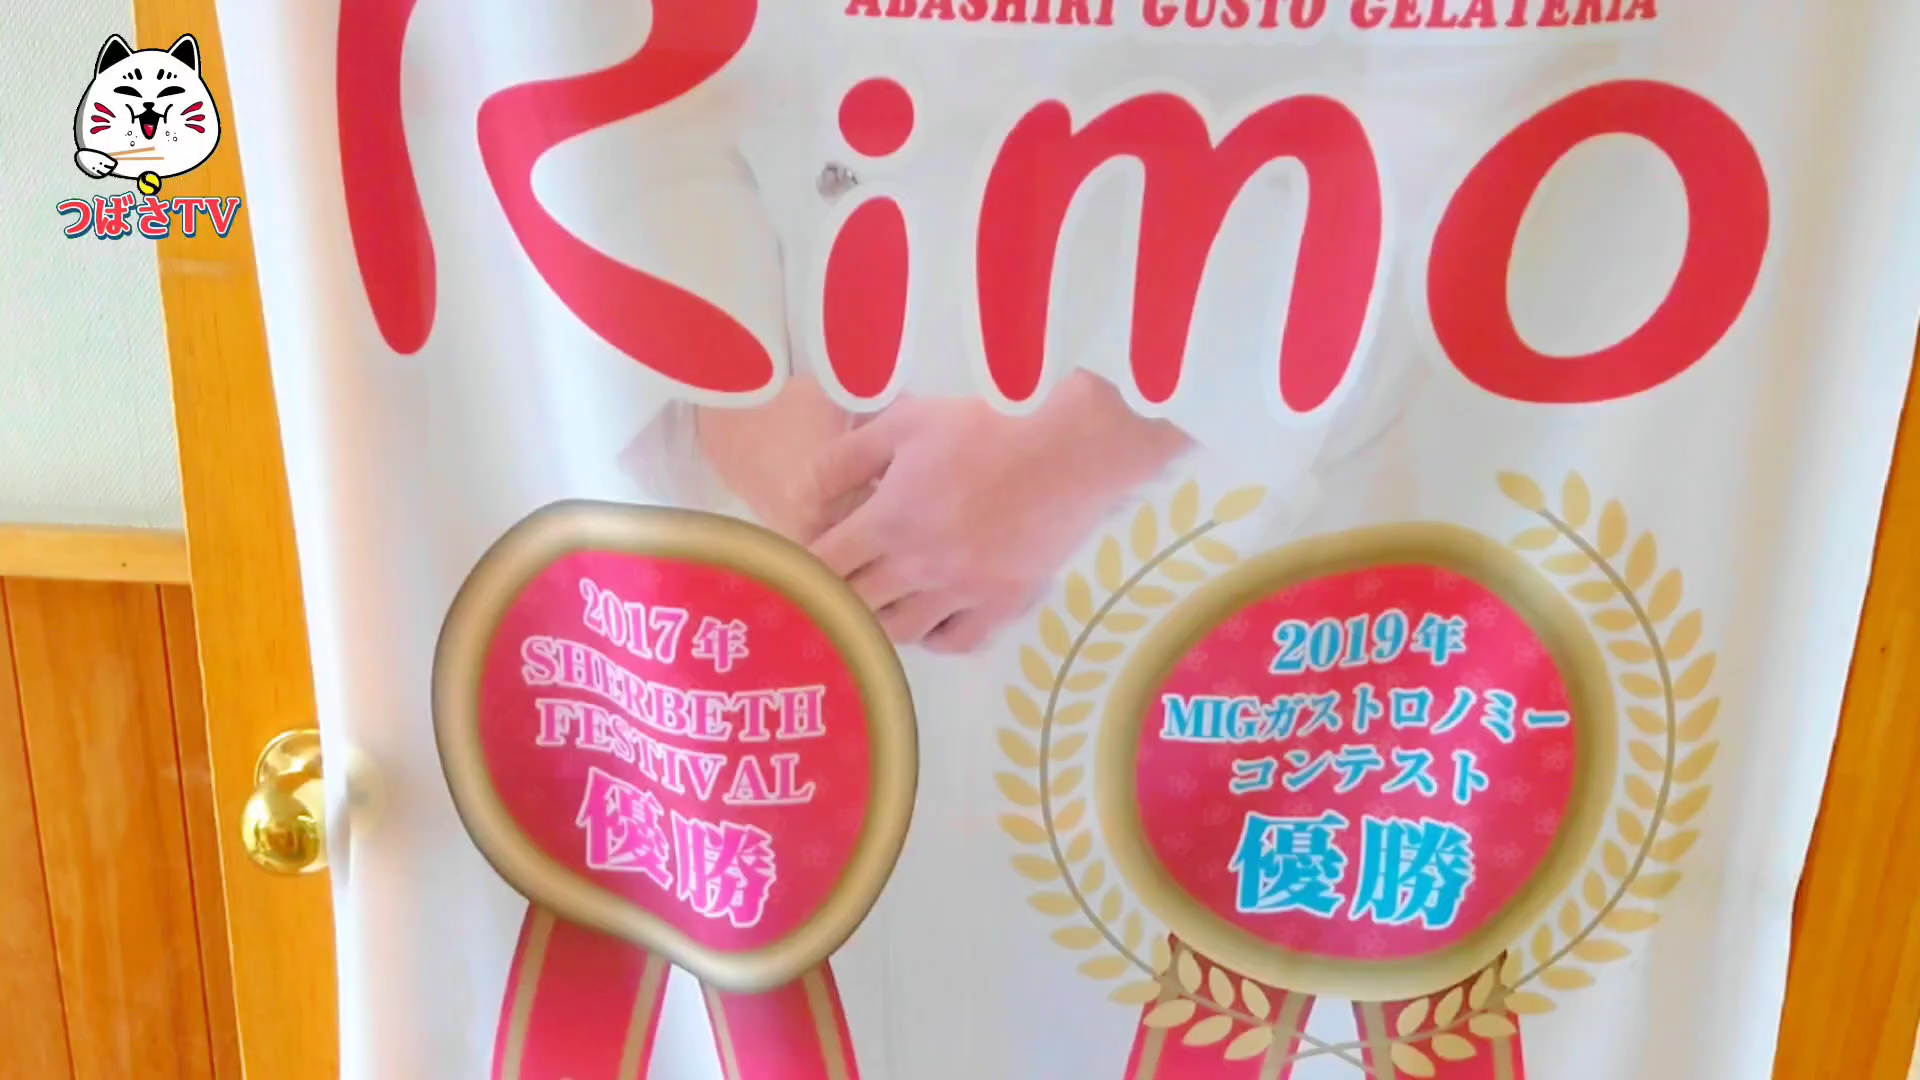 ABASHIRI GUSTO GELATERIA
Rimo
つばさTV
2017年
SHERBETH
FESTIVAL
優勝
2019年
MIGガストロノミー
コンテスト
優勝